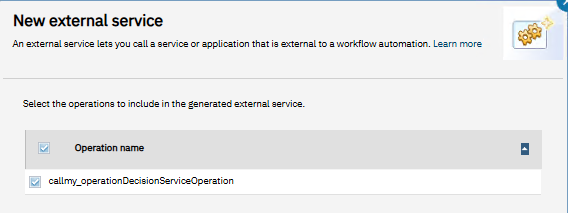 New external service
An external service lets you call a service or application that is external to a workflow automation. Learn more
Select the operations to include in the generated external service.
Operation name
callmy_operationDecisionServiceOperation